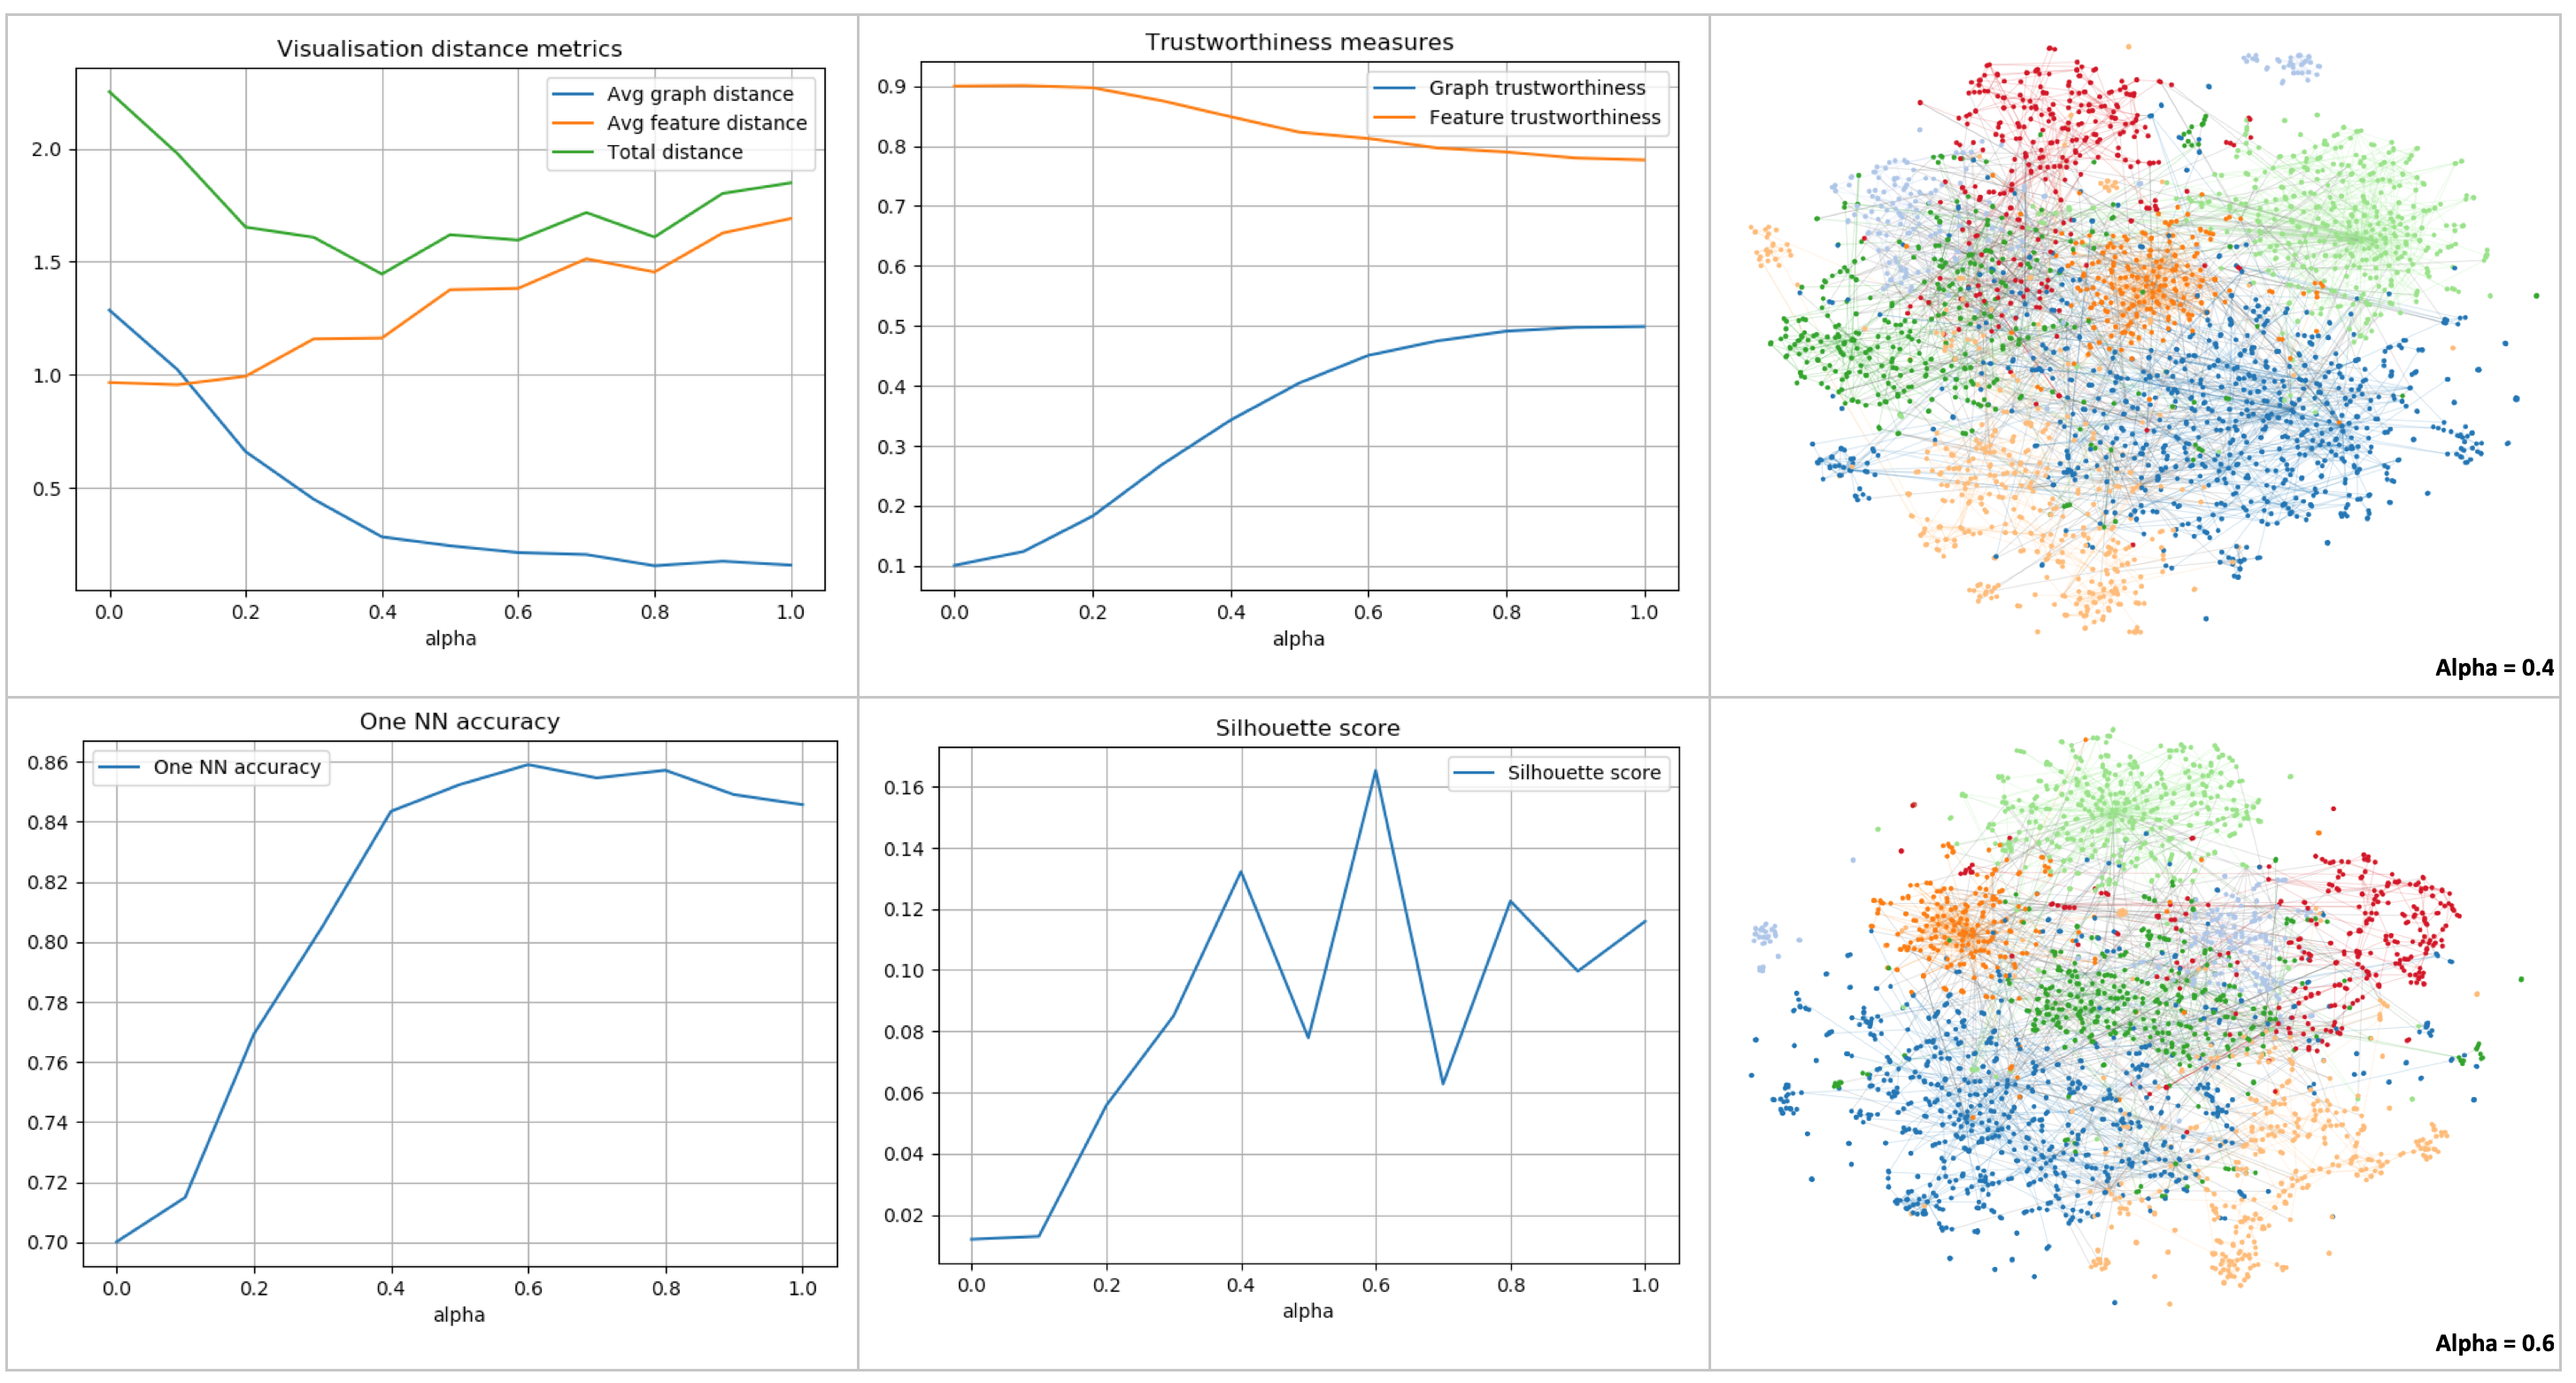 Visualisation distance metrics
Avg graph distance
Avg feature distance
Total distance
2.0
1.5
1.0
0.5
0.0 0.2 0.4 0.6 0.8 1.0
alpha
Trustworthiness measures
Graph trustworthiness
Feature trustworthiness
0.9
0.8
0.7
0.6
0.5
0.4
0.3
0.2
0.1
0.0 0.2 0.4 0.6 0.8 1.0
alpha
Alpha = 0.4
One NN accuracy
One NN accuracy
0.86
0.84
0.82
0.80
0.78
0.76
0.74
0.72
0.70
0.0 0.2 0.4 0.6 0.8 1.0
alpha
Silhouette score
Silhouette score
0.16
0.14
0.12
0.10
0.08
0.06
0.04
0.02
0.0 0.2 0.4 0.6 0.8 1.0
alpha
Alpha = 0.6